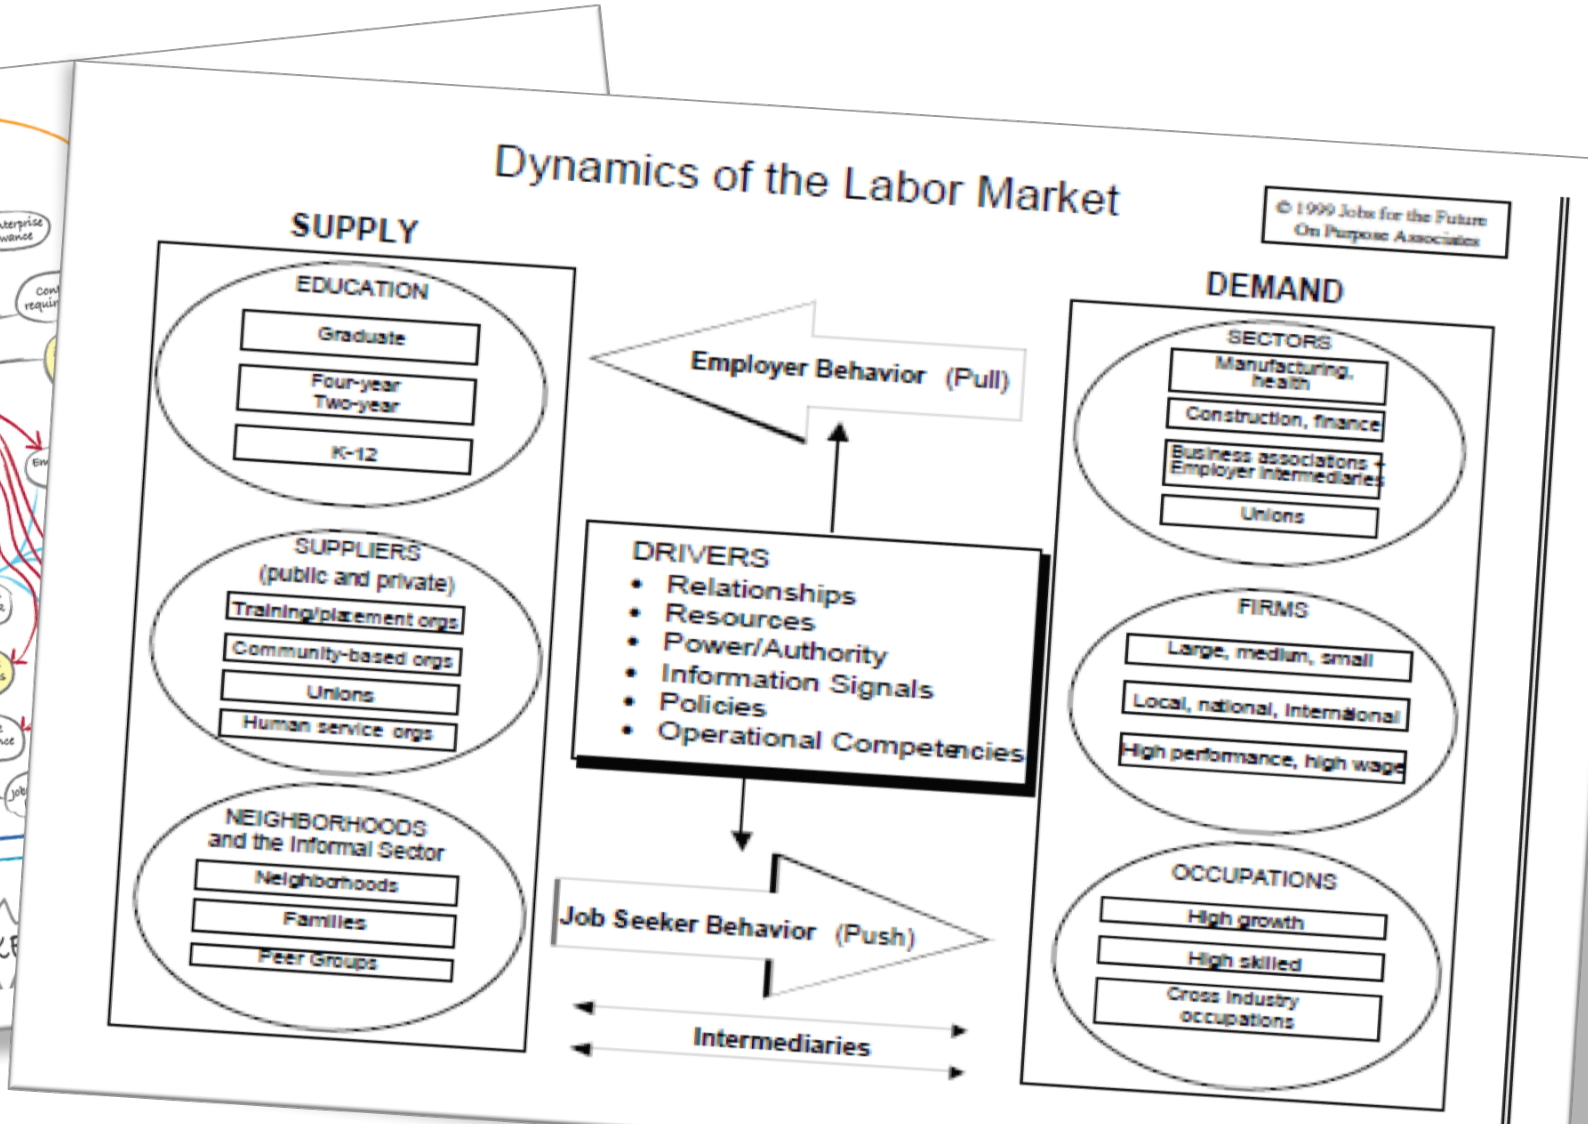 Dynamics of the Labor Market
© 1999 Jobs for the Future
On Purpose Associates
SUPPLY
EDUCATION
Graduate
Four-year
Two-year
K-12
SUPPLIERS
(public and private)
Training/placement orgs
Community-based orgs
Unions
Human service orgs
NEIGHBORHOODS
and the Informal Sector
Neighborhoods
Families
Peer Groups
Employer Behavior (Pull)
DRIVERS
• Relationships
• Resources
• Power/Authority
• Information Signals
• Policies
• Operational Competencies
Job Seeker Behavior (Push)
Intermediaries
DEMAND
SECTORS
Manufacturing,
health
Construction, finance
Business associations +
Employer Intermediaries
Unions
FIRMS
Large, medium, small
Local, national, international
High performance, high wage
OCCUPATIONS
High growth
High skilled
Cross industry
occupations